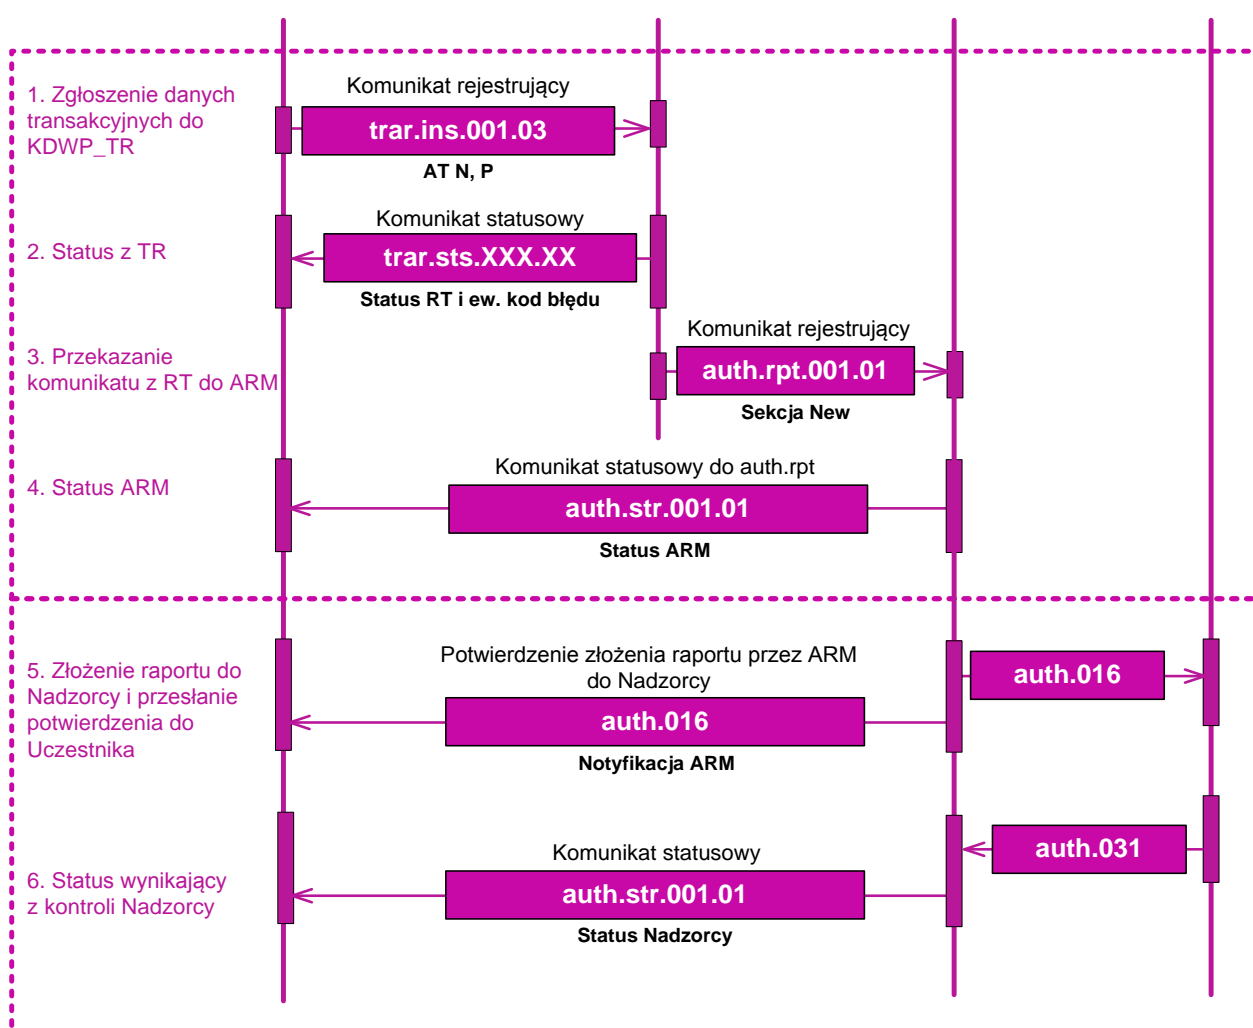 1. Zgłoszenie danych
transakcyjnych do
KDWP_TR
Komunikat rejestrujący
trar.ins.001.03
AT N, P
2. Status z TR
Komunikat statusowy
trar.sts.XXX.XX
Status RT i ew. kod błędu
3. Przekazanie
komunikatu z RT do ARM
Komunikat rejestrujący
auth.rpt.001.01
Sekcja New
4. Status ARM
Komunikat statusowy do auth.rpt
auth.str.001.01
Status ARM
5. Złożenie raportu do
Nadzorcy i przesłanie
potwierdzenia do
Uczestnika
Potwierdzenie złożenia raportu przez ARM
do Nadzorcy
auth.016
Notyfikacja ARM
auth.016
6. Status wynikający
z kontroli Nadzorcy
Komunikat statusowy
auth.str.001.01
Status Nadzorcy
auth.031